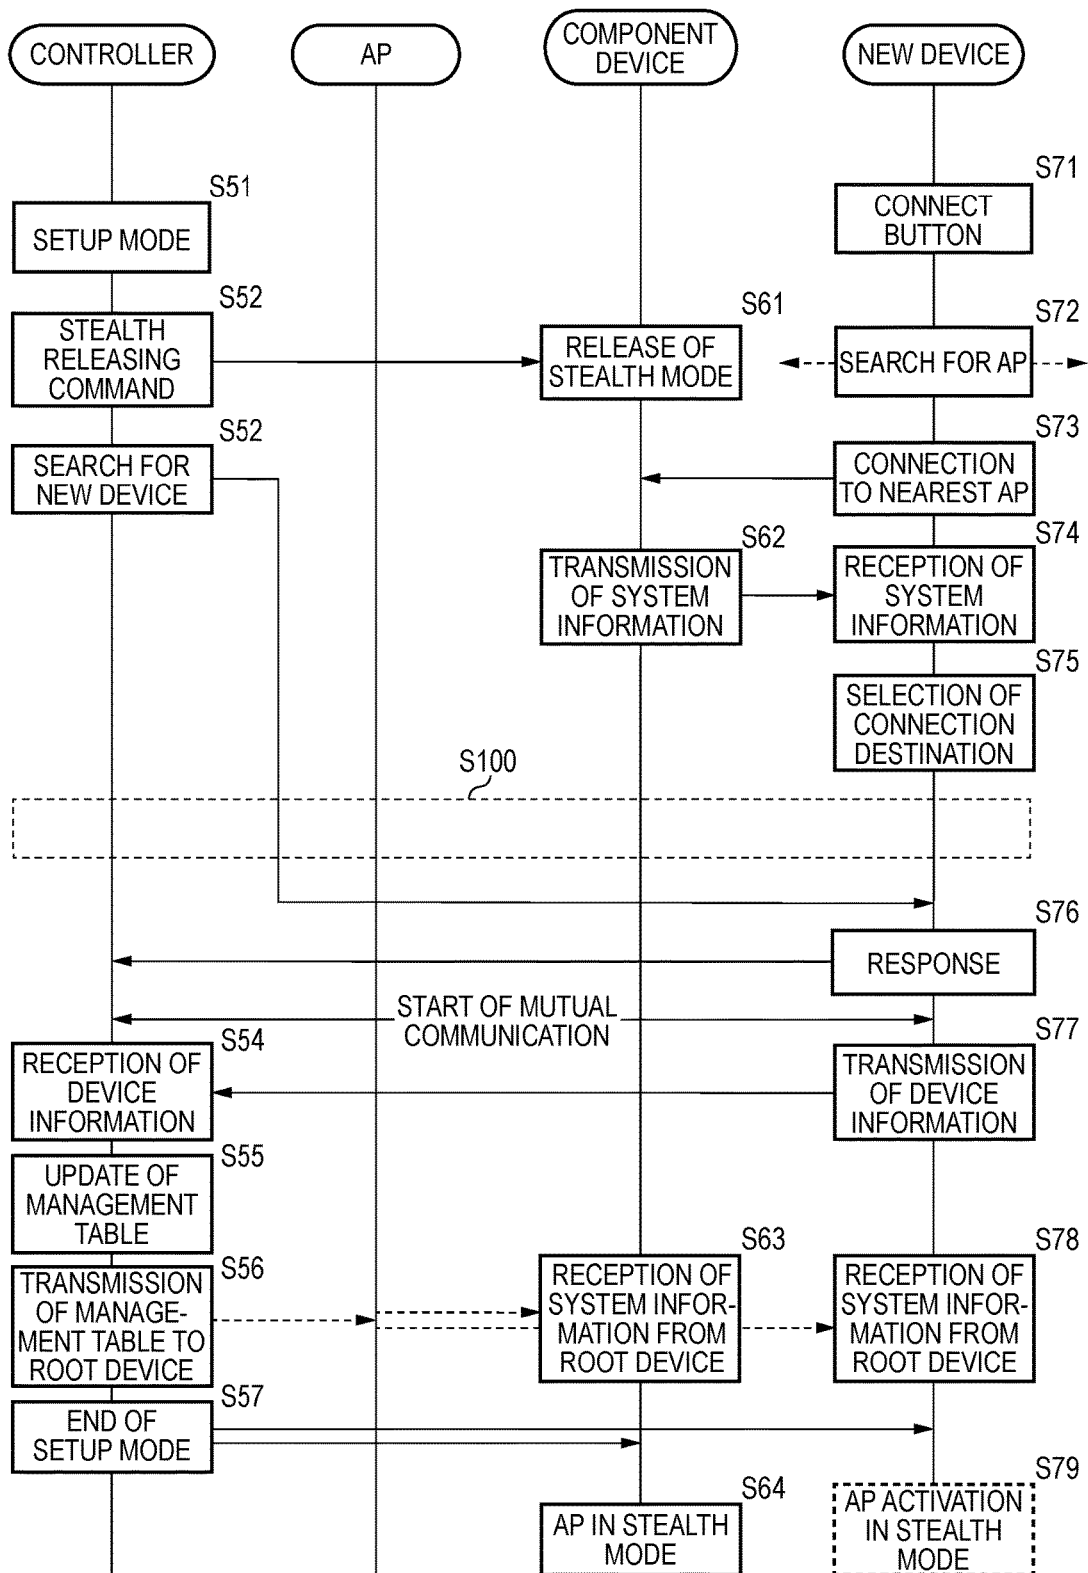 CONTROLLER
AP
COMPONENT
DEVICE
NEW DEVICE
S71
CONNECT
BUTTON
S51
SETUP MODE
S52
STEALTH
RELEASING
COMMAND
S61
RELEASE OF
STEALTH MODE
S72
SEARCH FOR AP
S52
SEARCH FOR
NEW DEVICE
S73
CONNECTION
TO NEAREST AP
S62
TRANSMISSION
OF SYSTEM
INFORMATION
S74
RECEPTION OF
SYSTEM
INFORMATION
S75
SELECTION OF
CONNECTION
DESTINATION
S100
S76
RESPONSE
START OF MUTUAL
COMMUNICATION
S54
RECEPTION OF
DEVICE
INFORMATION
S77
TRANSMISSION
OF DEVICE
INFORMATION
S55
UPDATE OF
MANAGEMENT
TABLE
S56
TRANSMISSION
OF MANAGE-
MENT TABLE TO
ROOT DEVICE
S63
RECEPTION OF
SYSTEM INFOR-
MATION FROM
ROOT DEVICE
S78
RECEPTION OF
SYSTEM INFOR-
MATION FROM
ROOT DEVICE
S57
END OF
SETUP MODE
S64
AP IN STEALTH
MODE
S79
AP ACTIVATION
IN STEALTH
MODE